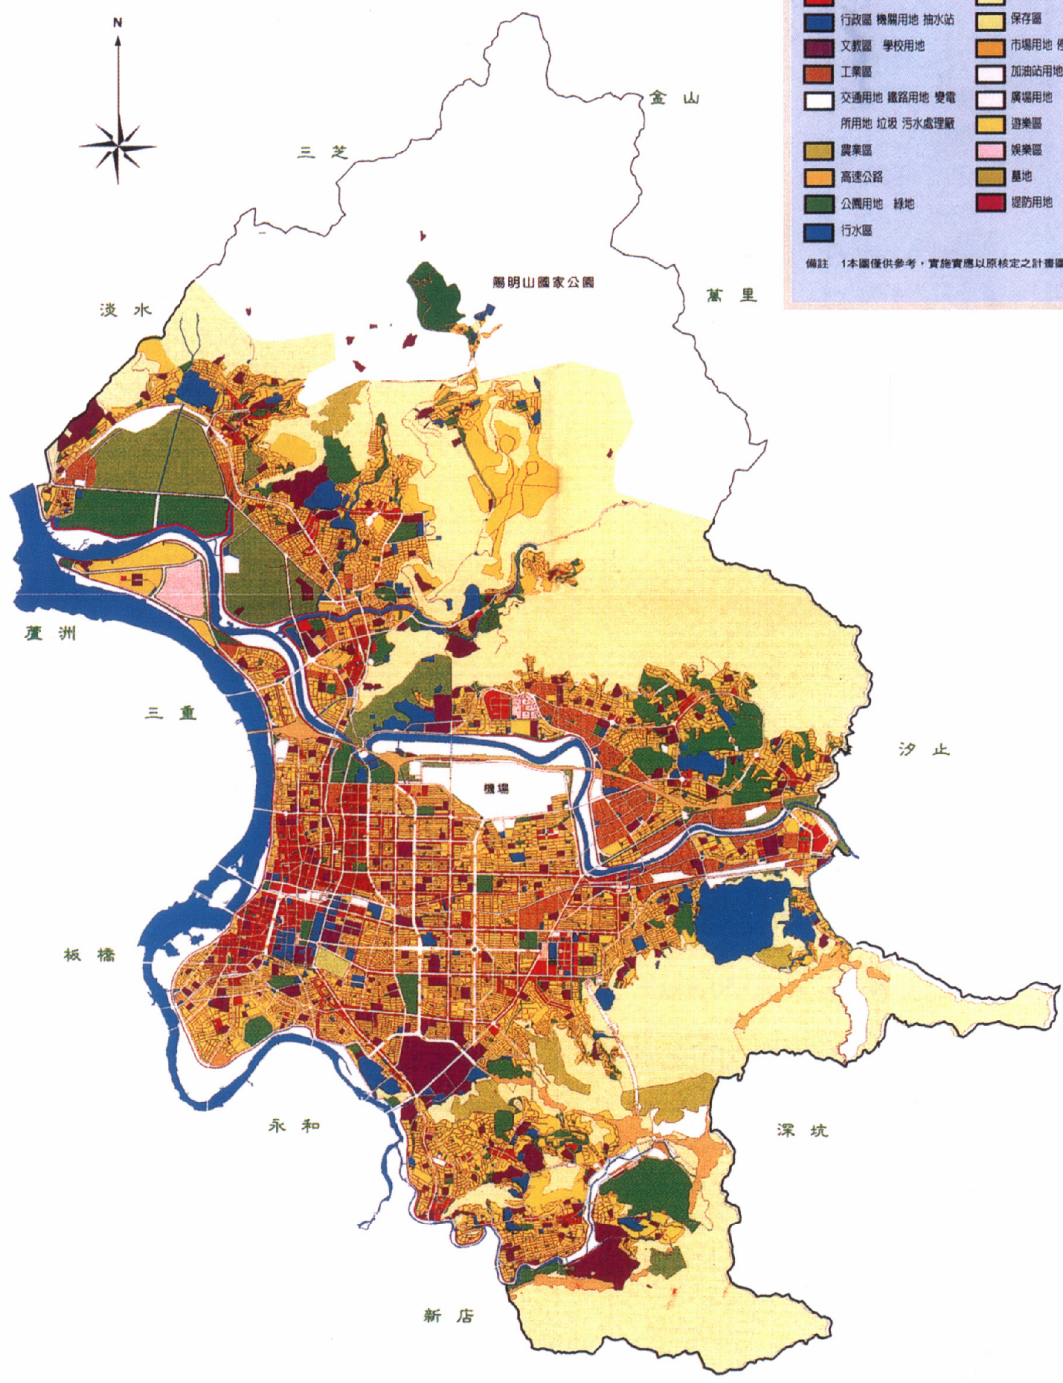 N
行政區 機關用地 抽水站
文教區 學校用地
工業區
交通用地 鐵路用地 變電
所用地 垃圾 污水處理廠
農業區
高速公路
公園用地 綠地
行水區
保存區
市場用地
加油站用地
廣場用地
遊樂區
娛樂區
墓地
堤防用地
備註 1本圖僅供參考，實施實應以原核定之計畫圖
金山
三芝
陽明山國家公園
萬里
淡水
蘆洲
三重
汐止
機場
板橋
永和
深坑
新店